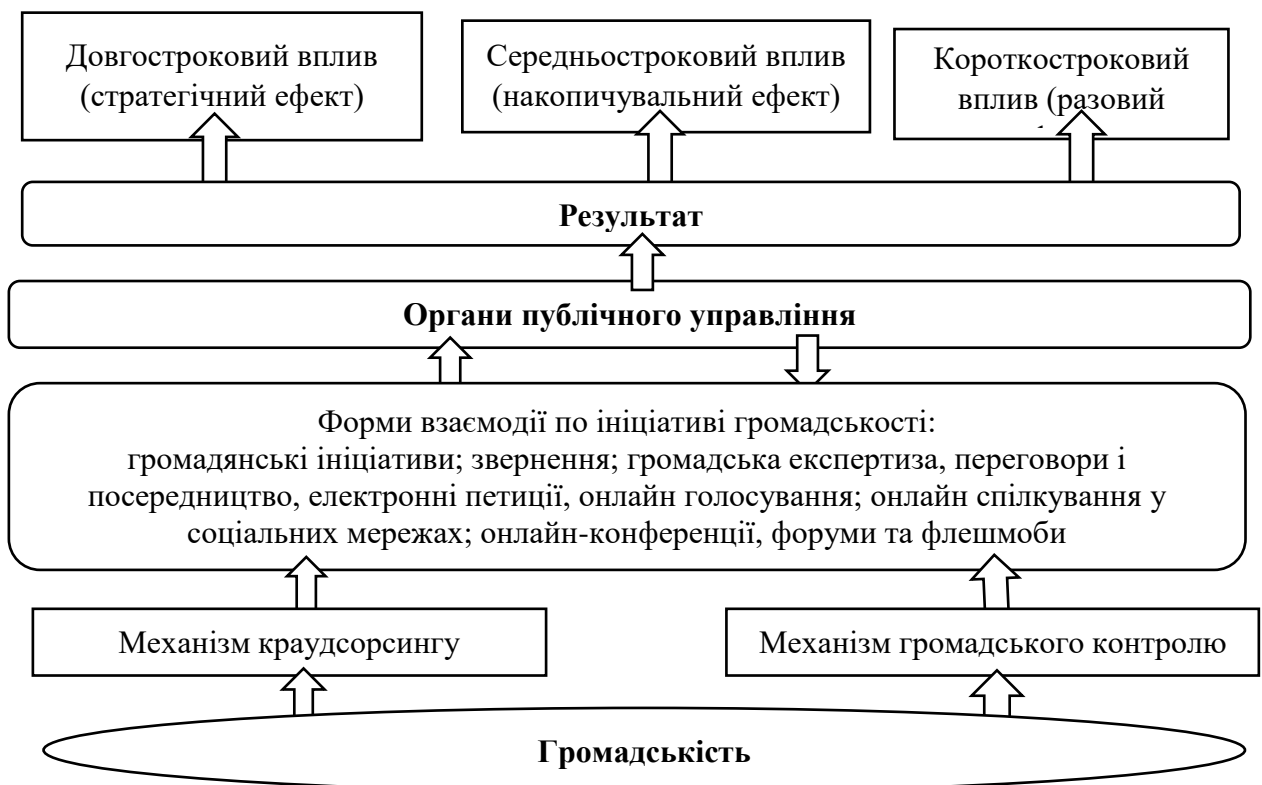 Довгостроковий вплив
(стратегічний ефект)
Середньостроковий вплив
(накопичувальний ефект)
Короткостроковий
вплив (разовий
Результат
Органи публічного управління
Форми взаємодії по ініціативі громадськості:
громадянські ініціативи; звернення; громадська експертиза, переговори і
посередництво, електронні петиції, онлайн голосування; онлайн спілкування у
соціальних мережах; онлайн-конференції, форуми та флешмоби
Механізм краудсорсингу
Механізм громадського контролю
Громадськість